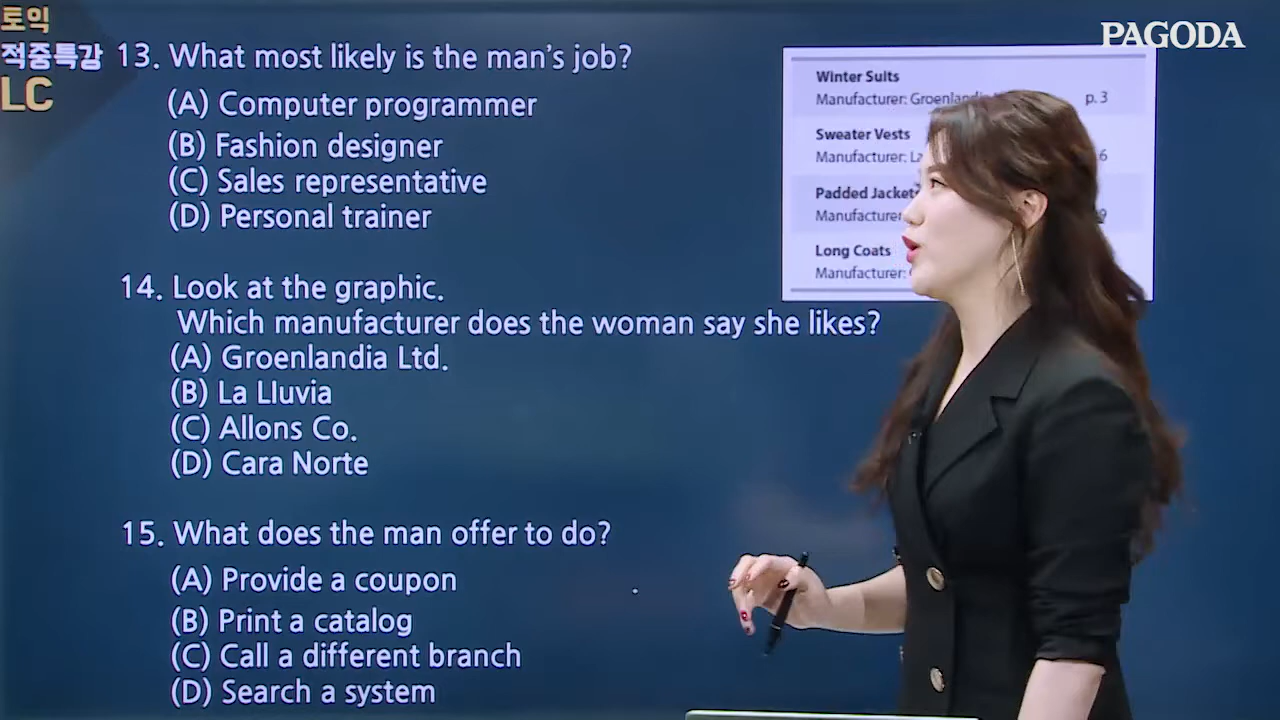 토익
적중특강
LC
PAGODA
13. What most likely is the man's job?
(A) Computer programmer
(B) Fashion designer
(C) Sales representative
(D) Personal trainer
Winter Suits
Manufacturer: Groenlandia
p. 3
Sweater Vests
Manufacturer:
6
Padded Jackets
Manufacturer
9
Long Coats
Manufacturer:
14. Look at the graphic.
Which manufacturer does the woman say she likes?
(A) Groenlandia Ltd.
(B) La Lluvia
(C) Allons Co.
(D) Cara Norte
15. What does the man offer to do?
(A) Provide a coupon
(B) Print a catalog
(C) Call a different branch
(D) Search a system